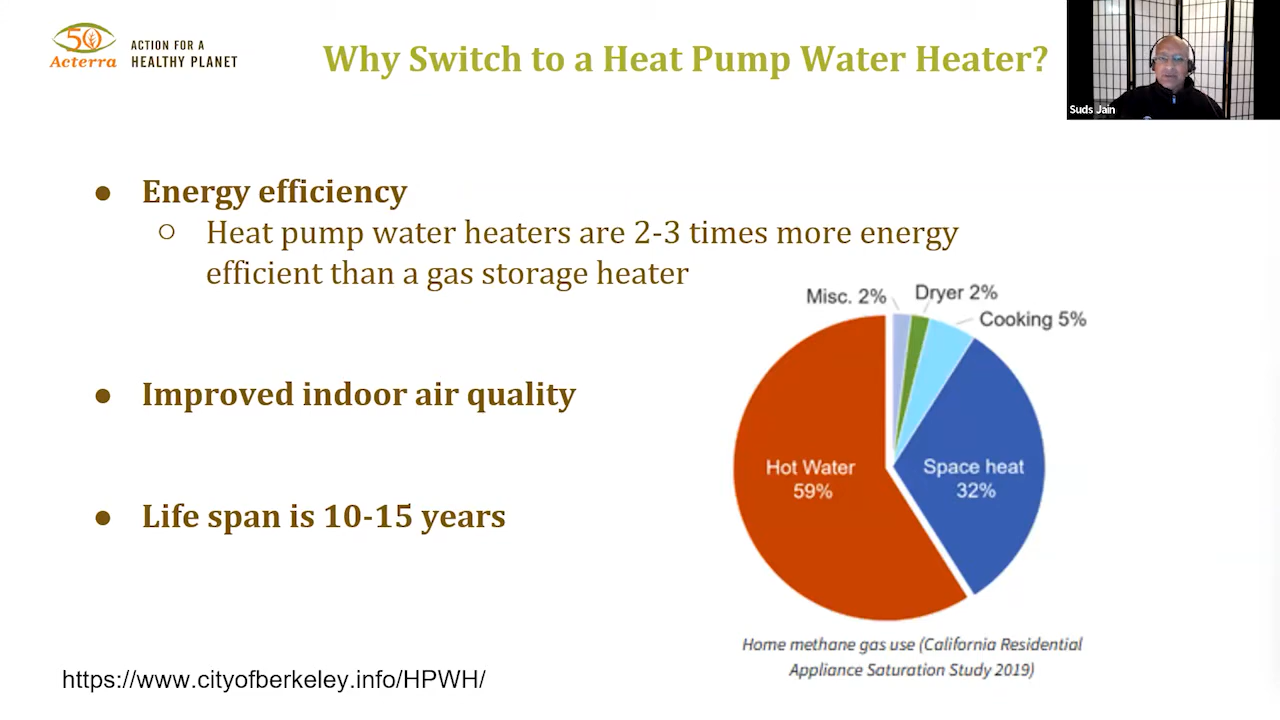 50
Acterra
ACTION FOR A
HEALTHY PLANET
Why Switch to a Heat Pump Water Heater?
Suds Jain
● Energy efficiency
○ Heat pump water heaters are 2-3 times more energy
efficient than a gas storage heater
● Improved indoor air quality
● Life span is 10-15 years
Misc. 2%
Dryer 2%
Cooking 5%
Hot Water
59%
Space heat
32%
Home methane gas use (California Residential
Appliance Saturation Study 2019)
https://www.cityofberkeley.info/HPWH/